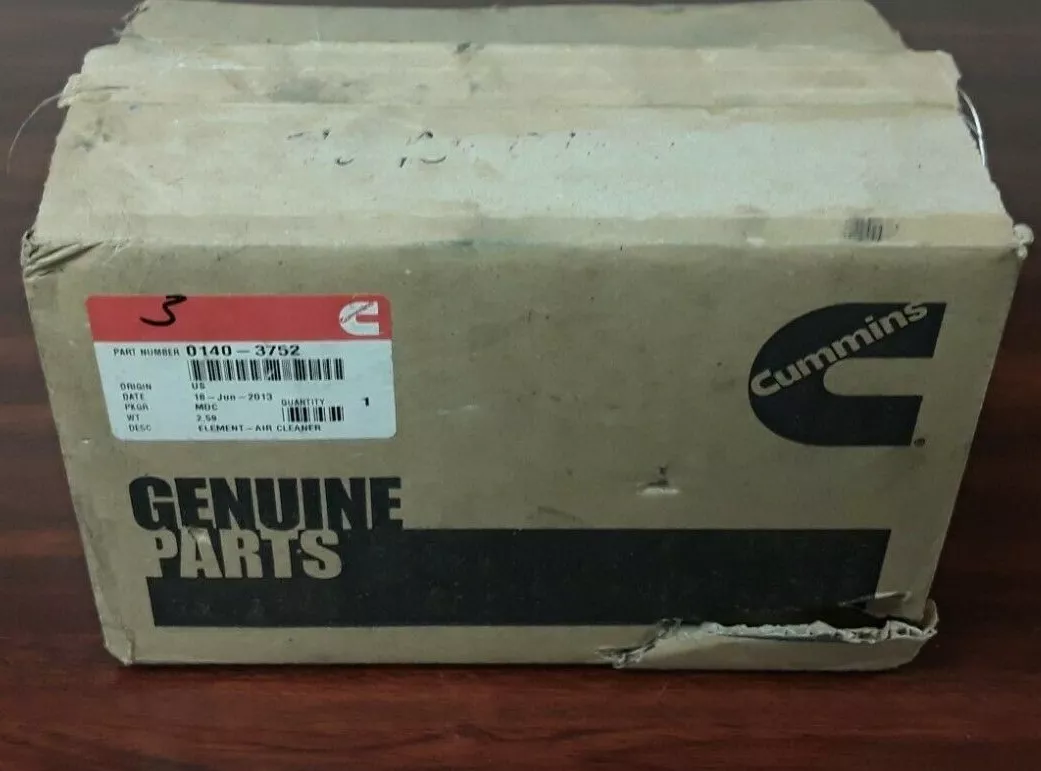 3
PART NUMBER 0140-3752
ORIGIN US
DATE 18-Jun-2013 QUANTITY 1
PKGR MDC
WT 2.59
DESC ELEMENT-AIR CLEANER
Cummins
GENUINE
PARTS